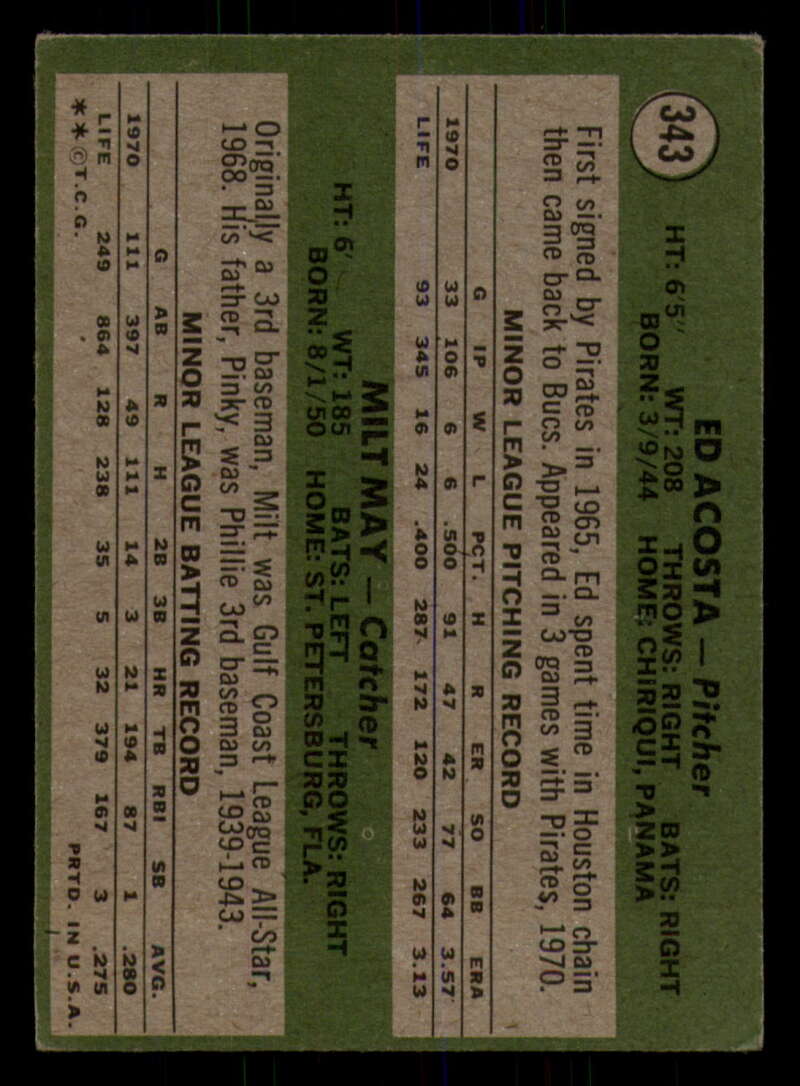 343
ED ACOSTA — Pitcher
HT: 6'5" WT: 208 THROWS: RIGHT BATS: RIGHT
BORN: 3/9/44 HOME: CHIRIQUI, PANAMA
First signed by Pirates in 1965, Ed spent time in Houston chain
then came back to Bucs. Appeared in 3 games with Pirates, 1970.
MINOR LEAGUE PITCHING RECORD
G IP W L PCT. H R ER SO BB ERA
1970 33 106 6 6 .500 91 47 42 77 64 3.57
LIFE 93 345 16 24 .400 287 172 120 233 267 3.13
MILT MAY — Catcher
HT: 6' WT: 185 BATS: LEFT THROWS: RIGHT
BORN: 8/1/50 HOME: ST. PETERSBURG, FLA.
Originally a 3rd baseman, Milt was Gulf Coast League All-Star,
1968. His father, Pinky, was Phillie 3rd baseman, 1939-1943.
MINOR LEAGUE BATTING RECORD
G AB R H 2B 3B HR TB RBI SB AVG.
1970 111 397 49 111 14 3 21 194 87 1 .280
LIFE 249 864 128 238 35 5 32 379 167 3 .275
**©T.C.G. PRTD. IN U.S.A.